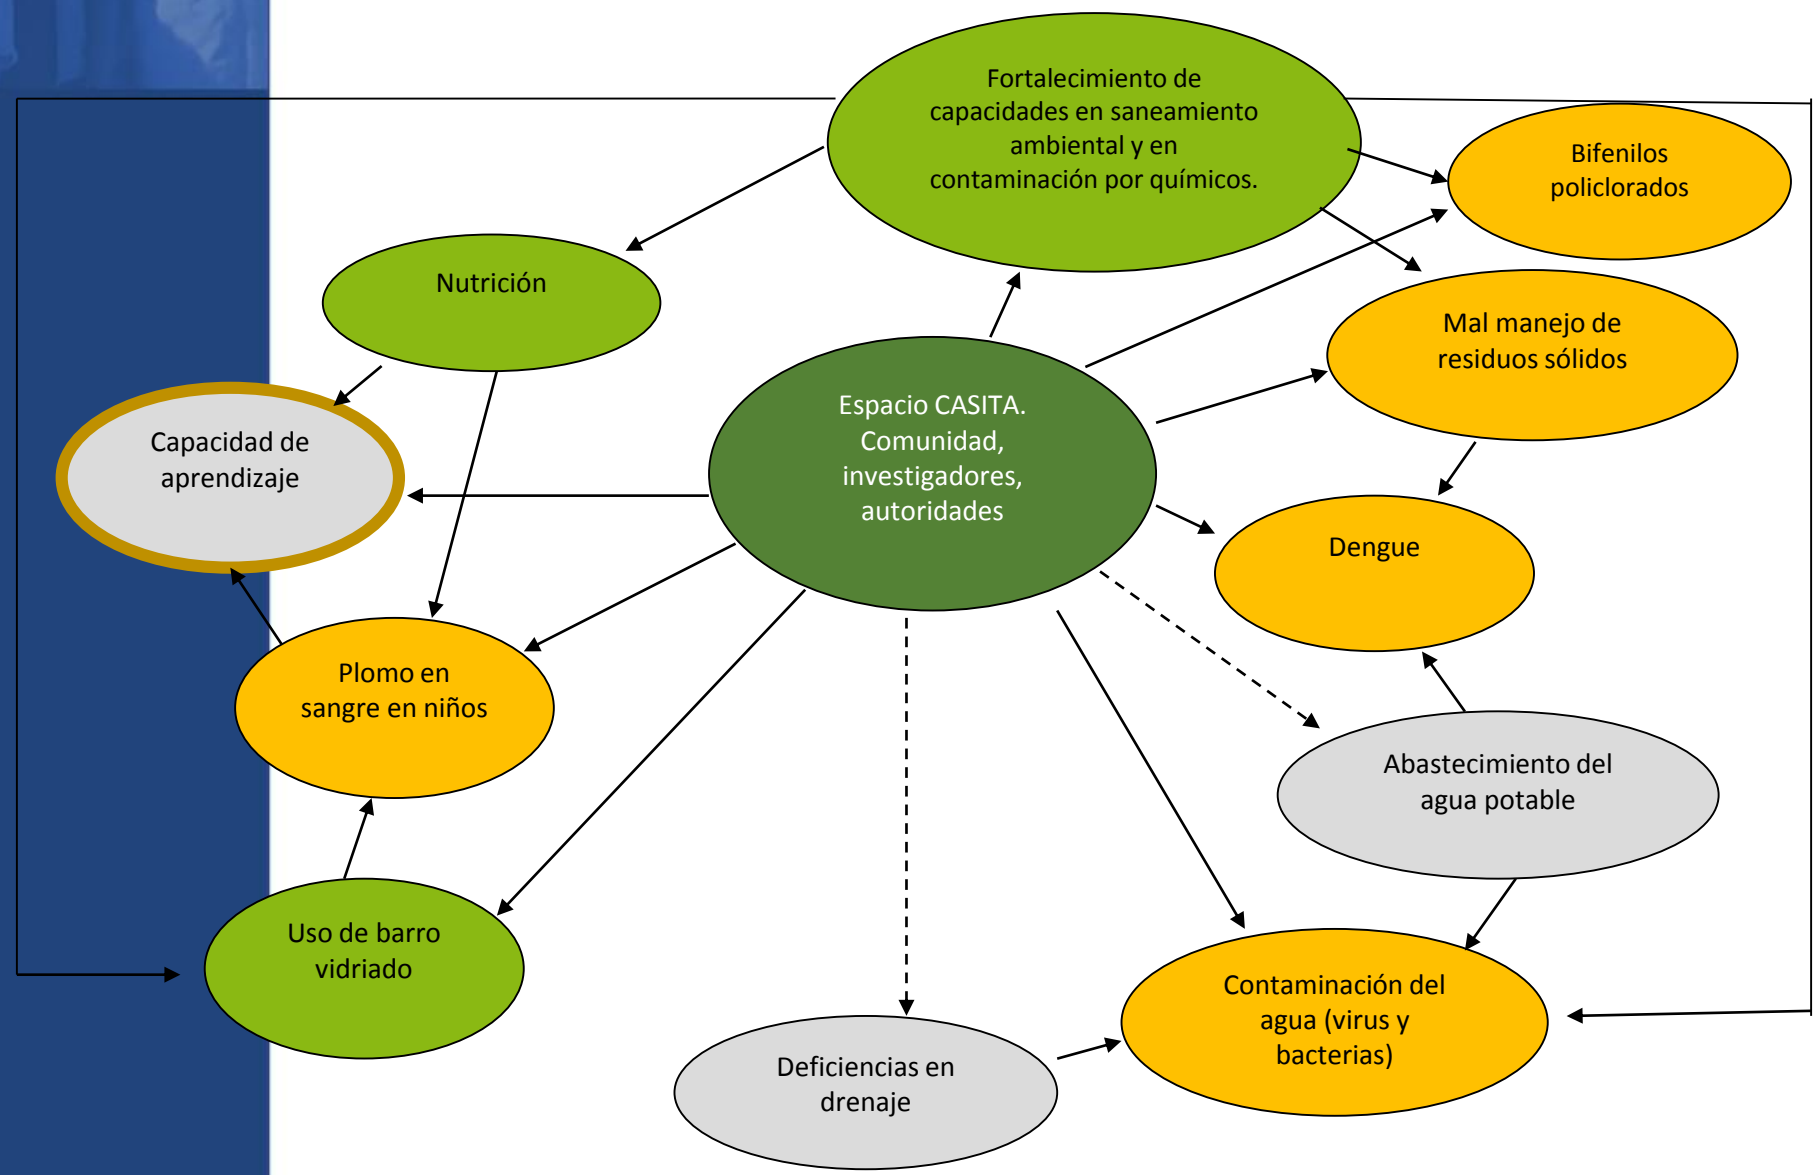 Fortalecimiento de
capacidades en saneamiento
ambiental y en
contaminación por químicos.
Bifenilos
policlorados
Nutrición
Mal manejo de
residuos sólidos
Capacidad de
aprendizaje
Espacio CASITA.
Comunidad,
investigadores,
autoridades
Dengue
Plomo en
sangre en niños
Abastecimiento del
agua potable
Uso de barro
vidriado
Contaminación del
agua (virus y
bacterias)
Deficiencias en
drenaje